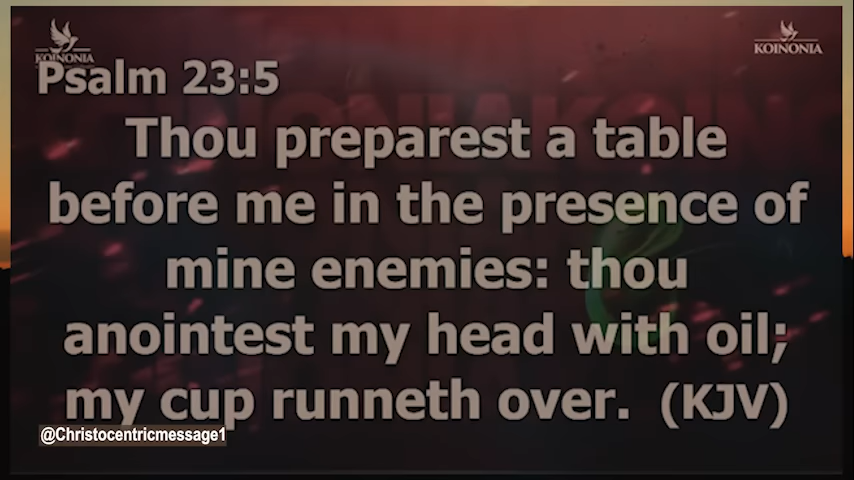 KOINONIA
KOINONIA
Psalm 23:5
Thou preparest a table
before me in the presence of
mine enemies: thou
anointest my head with oil;
my cup runneth over. (KJV)
@Christocentricmessage1